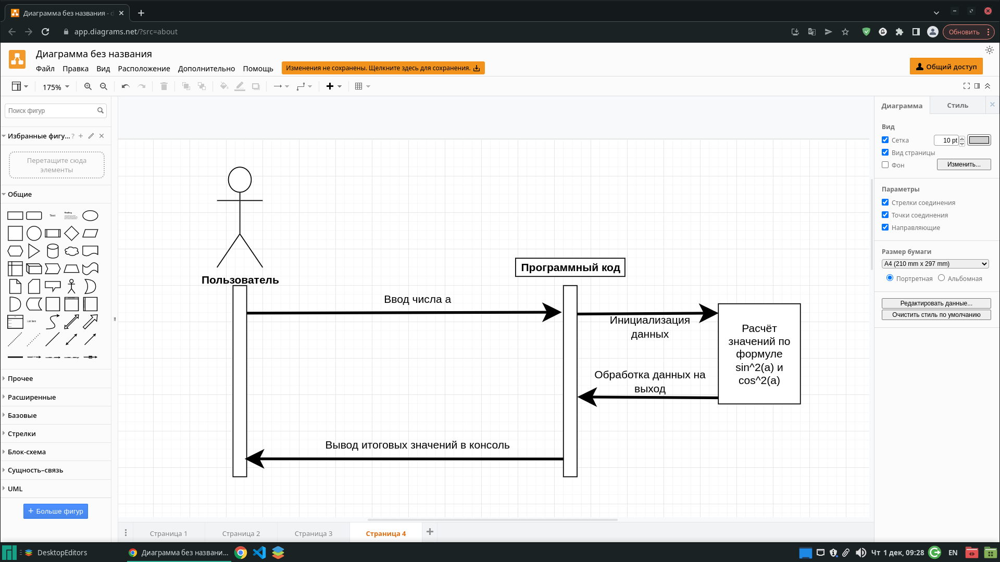 Диаграмма без названия - d
app.diagrams.net/?src=about
Обновить
Диаграмма без названия
Файл Правка Вид Расположение Дополнительно Помощь
Изменения не сохранены. Щелкните здесь для сохранения.
Общий доступ
175%
Поиск фигур
Избранные фигу... ?
Перетащите сюда
элементы
Общие
Text
Heading
List Item
Прочее
Расширенные
Базовые
Стрелки
Блок-схема
Сущность–связь
UML
+ Больше фигур
Пользователь
Программный код
Ввод числа a
Инициализация
данных
Расчёт
значений по
формуле
sin^2(a) и
cos^2(a)
Обработка данных на
выход
Вывод итоговых значений в консоль
Диаграмма
Стиль
Вид
Сетка
10 pt
Вид страницы
Фон
Изменить...
Параметры
Стрелки соединения
Точки соединения
Направляющие
Размер бумаги
A4 (210 mm x 297 mm)
Портретная
Альбомная
Редактировать данные...
Очистить стиль по умолчанию
Страница 1
Страница 2
Страница 3
Страница 4
DesktopEditors
Диаграмма без названи...
Чт 1 дек, 09:28
EN